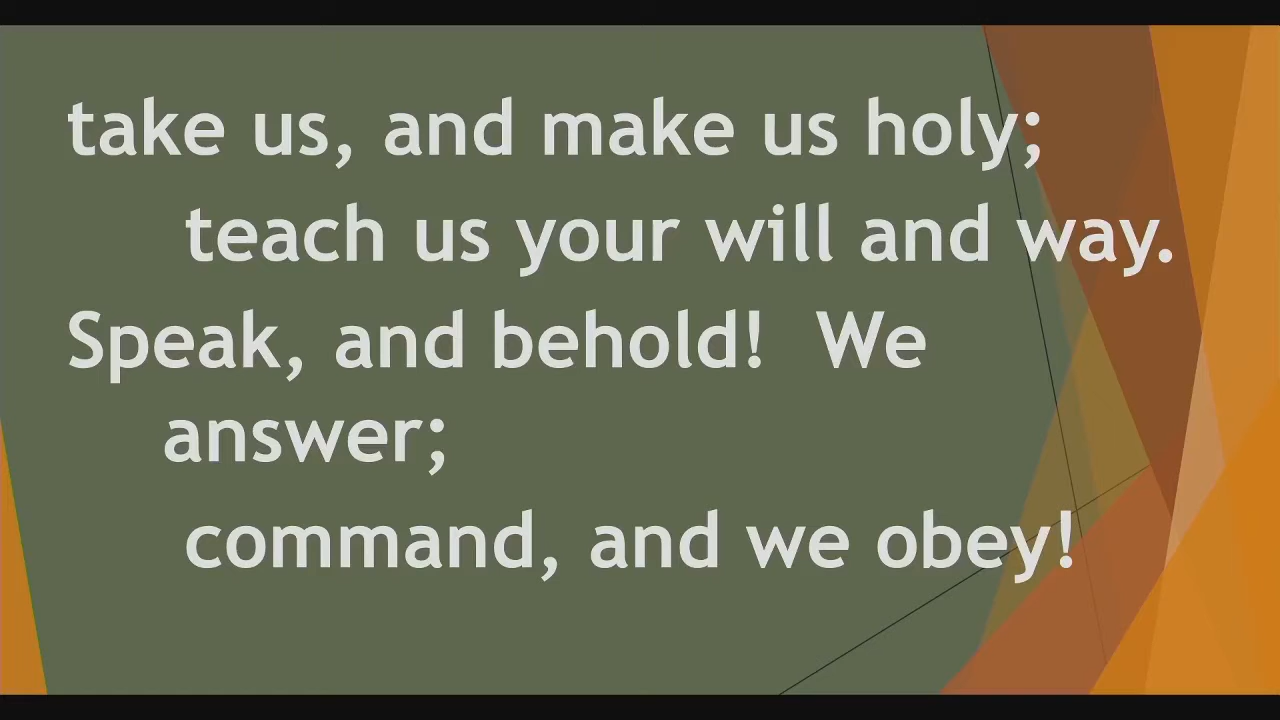 take us, and make us holy;
teach us your will and way.
Speak, and behold!  We
answer;
command, and we obey!